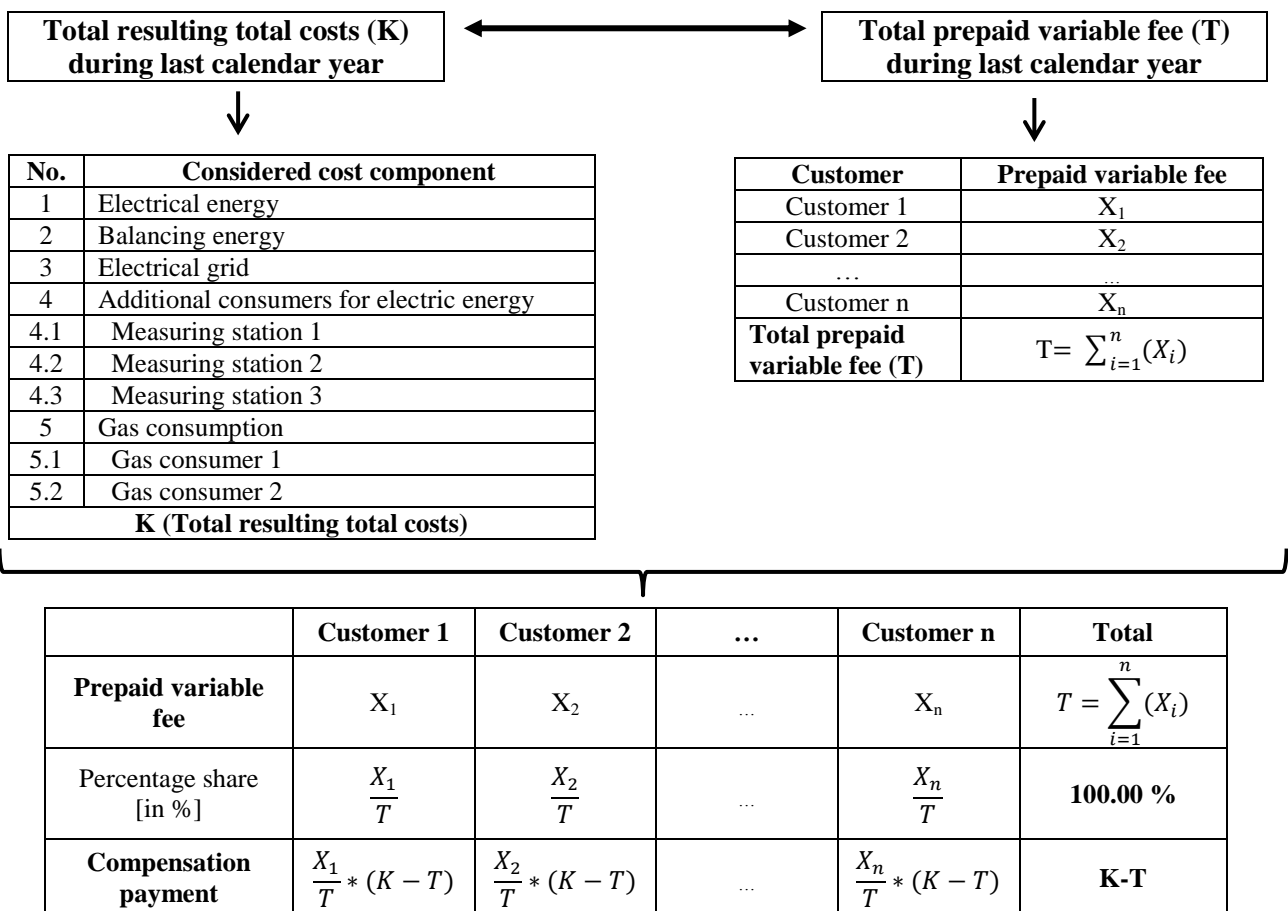 Total resulting total costs (K)
during last calendar year
Total prepaid variable fee (T)
during last calendar year
No. Considered cost component
1 Electrical energy
2 Balancing energy
3 Electrical grid
4 Additional consumers for electric energy
4.1 Measuring station 1
4.2 Measuring station 2
4.3 Measuring station 3
5 Gas consumption
5.1 Gas consumer 1
5.2 Gas consumer 2
K (Total resulting total costs)
Customer Prepaid variable fee
Customer 1 X₁
Customer 2 X₂
… …
Customer n Xₙ
Total prepaid
variable fee (T) T= ∑ⁿᵢ₌₁(Xᵢ)
Customer 1 Customer 2 … Customer n Total
Prepaid variable
fee X₁ X₂ … Xₙ T = ∑ⁿᵢ₌₁(Xᵢ)
Percentage share
[in %] X₁/T X₂/T … Xₙ/T 100.00 %
Compensation
payment X₁/T * (K − T) X₂/T * (K − T) … Xₙ/T * (K − T) K-T